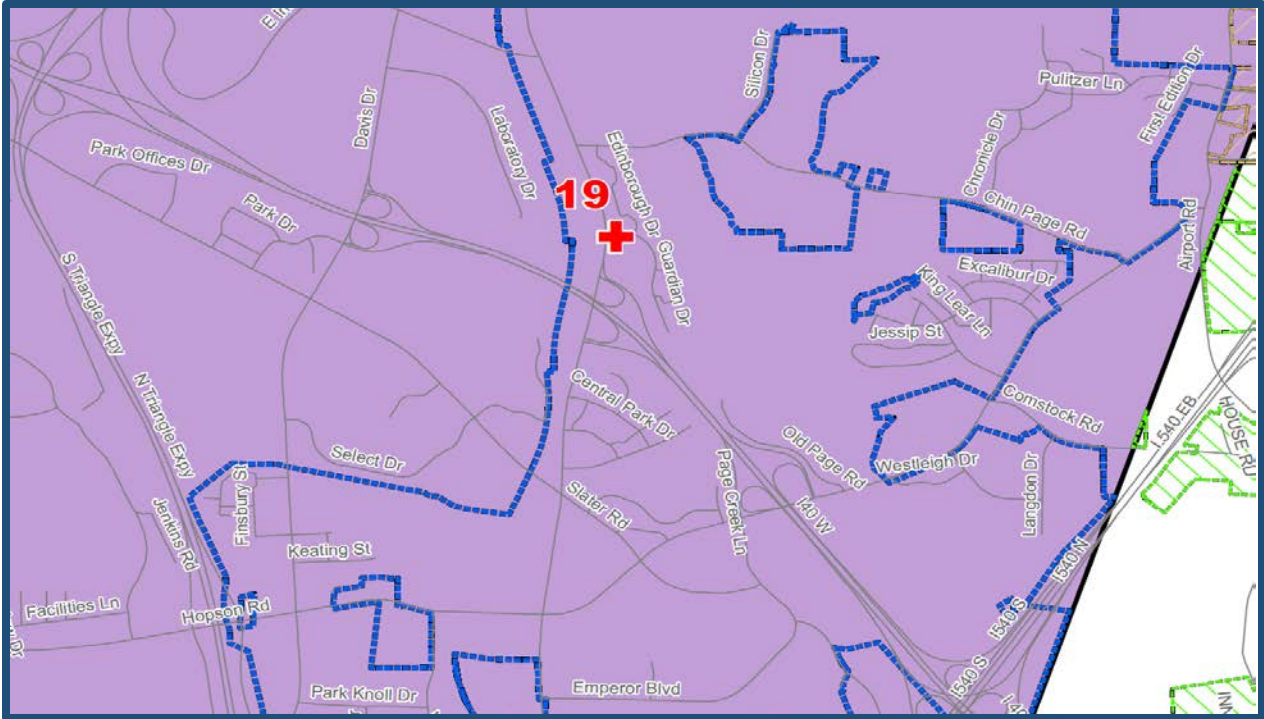 Silicon Dr
Pulitzer Ln
First Edition Dr
Davis Dr
Laboratory Dr
Edinborough Dr
Chronicle Dr
Park Offices Dr
19
Park Dr
Chin Page Rd
Airport Rd
S Triangle Expy
Guardian Dr
Excalibur Dr
King Lear Ln
Jessip St
N Triangle Expy
Central Park Dr
Comstock Rd
I 540 EB
HOUSE RU
Select Dr
Old Page Rd
Westleigh Dr
Finsbury St
Jenkins Rd
Slater Rd
Page Creek Ln
I40 W
Langdon Dr
Keating St
I540 N
Facilities Ln
Hopson Rd
I540 S
I540 S
Park Knoll Dr
Emperor Blvd
INN